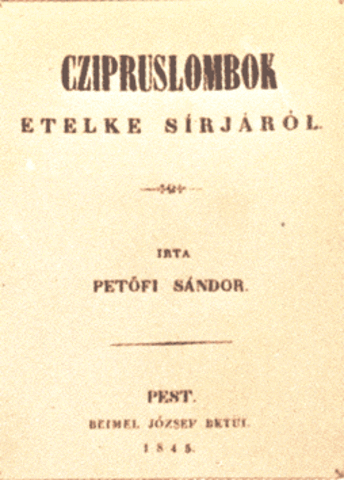 CZIPRUSLOMBOK
ETELKE SÍRJÁRÓL.
IRTA
PETŐFI SÁNDOR.
PEST.
BEIMEL JÓZSEF BETŰI.
1845.